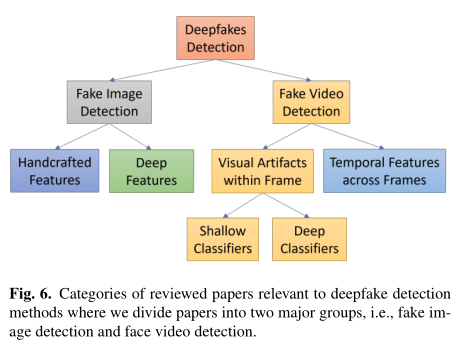 Deepfakes
Detection
Fake Image
Detection
Fake Video
Detection
Handcrafted
Features
Deep
Features
Visual Artifacts
within Frame
Temporal Features
across Frames
Shallow
Classifiers
Deep
Classifiers
Fig. 6. Categories of reviewed papers relevant to deepfake detection
methods where we divide papers into two major groups, i.e., fake im-
age detection and face video detection.